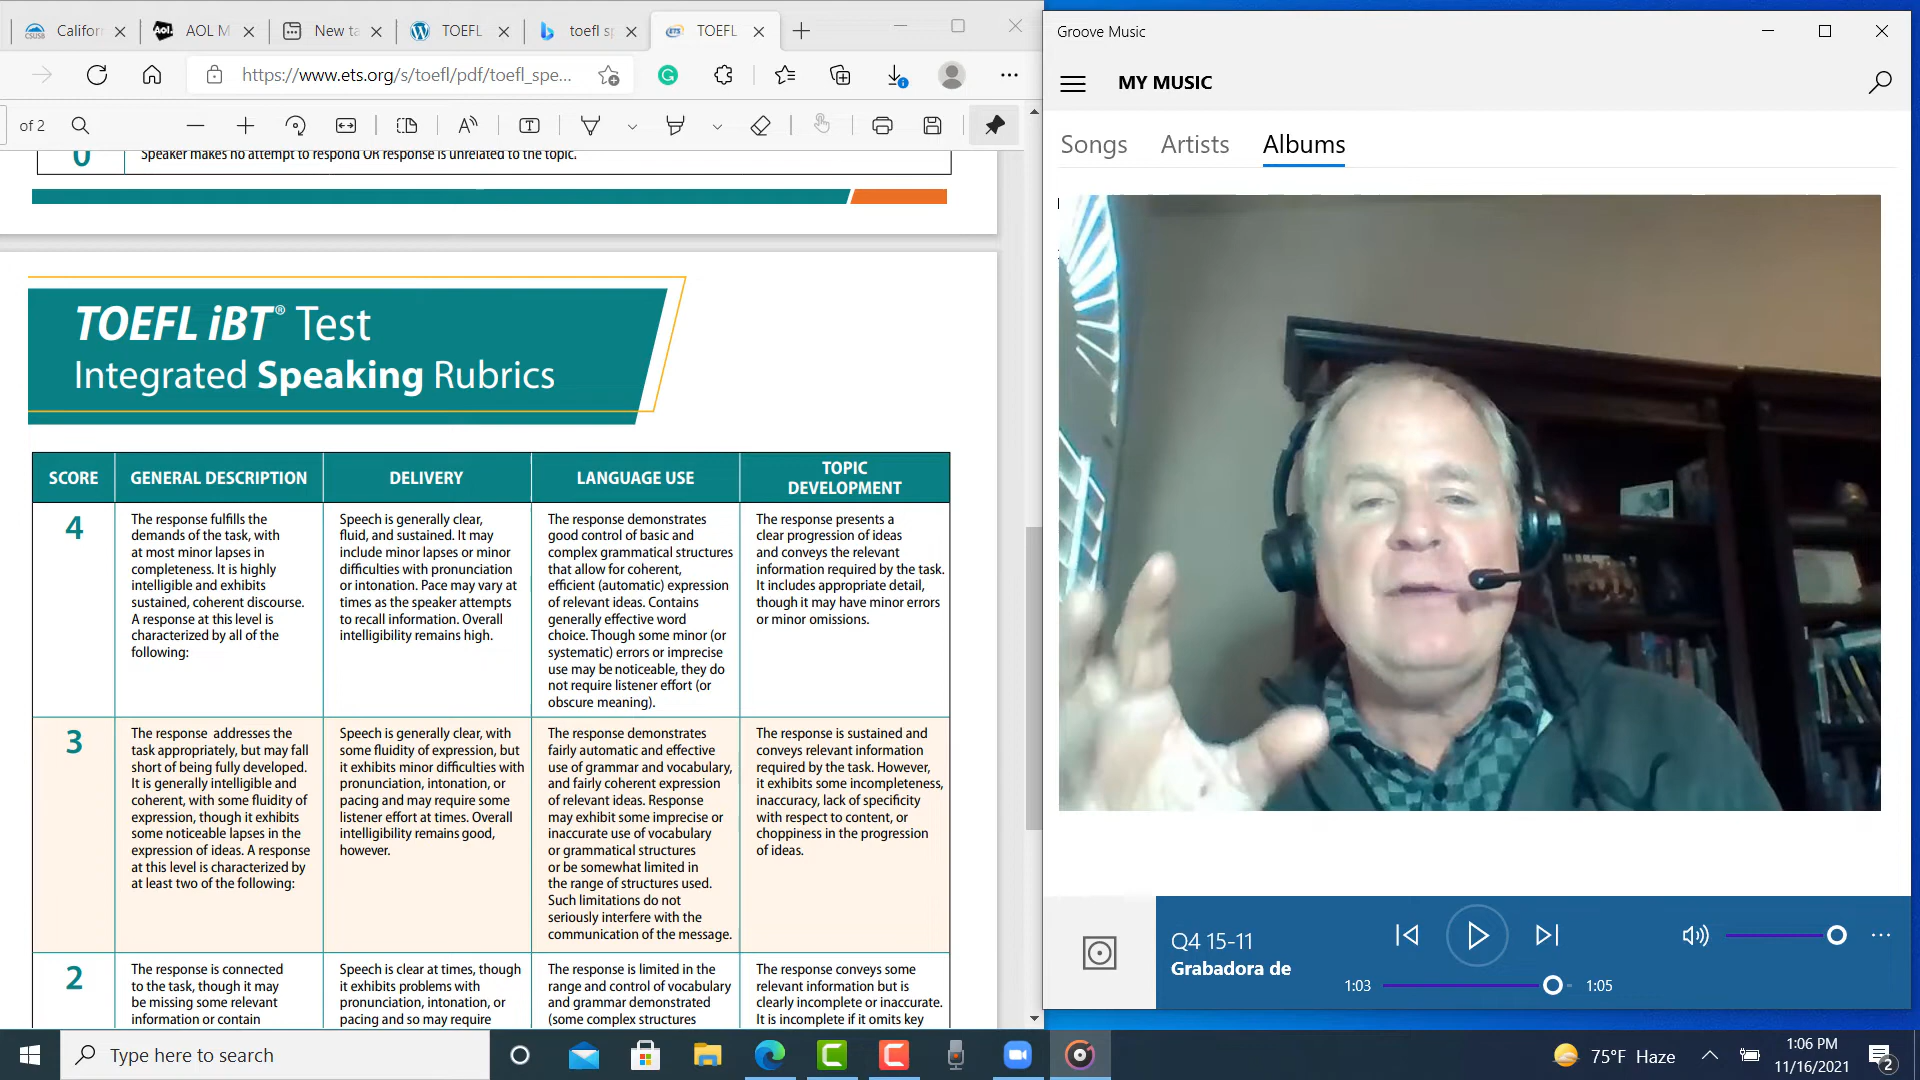 Califor
AOL M
New ta
TOEFL
toefl sp
TOEFL
https://www.ets.org/s/toefl/pdf/toefl_spe...
of 2
0 Speaker makes no attempt to respond OR response is unrelated to the topic.
TOEFL iBT® Test
Integrated Speaking Rubrics
SCORE
GENERAL DESCRIPTION
DELIVERY
LANGUAGE USE
TOPIC
DEVELOPMENT
4
The response fulfills the
demands of the task, with
at most minor lapses in
completeness. It is highly
intelligible and exhibits
sustained, coherent discourse.
A response at this level is
characterized by all of the
following:
Speech is generally clear,
fluid, and sustained. It may
include minor lapses or minor
difficulties with pronunciation
or intonation. Pace may vary at
times as the speaker attempts
to recall information. Overall
intelligibility remains high.
The response demonstrates
good control of basic and
complex grammatical structures
that allow for coherent,
efficient (automatic) expression
of relevant ideas. Contains
generally effective word
choice. Though some minor (or
systematic) errors or imprecise
use may be noticeable, they do
not require listener effort (or
obscure meaning).
The response presents a
clear progression of ideas
and conveys the relevant
information required by the task.
It includes appropriate detail,
though it may have minor errors
or minor omissions.
3
The response addresses the
task appropriately, but may fall
short of being fully developed.
It is generally intelligible and
coherent, with some fluidity of
expression, though it exhibits
some noticeable lapses in the
expression of ideas. A response
at this level is characterized by
at least two of the following:
Speech is generally clear, with
some fluidity of expression, but
it exhibits minor difficulties with
pronunciation, intonation, or
pacing and may require some
listener effort at times. Overall
intelligibility remains good,
however.
The response demonstrates
fairly automatic and effective
use of grammar and vocabulary,
and fairly coherent expression
of relevant ideas. Response
may exhibit some imprecise or
inaccurate use of vocabulary
or grammatical structures
or be somewhat limited in
the range of structures used.
Such limitations do not
seriously interfere with the
communication of the message.
The response is sustained and
conveys relevant information
required by the task. However,
it exhibits some incompleteness,
inaccuracy, lack of specificity
with respect to content, or
choppiness in the progression
of ideas.
2
The response is connected
to the task, though it may
be missing some relevant
information or contain
Speech is clear at times, though
it exhibits problems with
pronunciation, intonation, or
pacing and so may require
The response is limited in the
range and control of vocabulary
and grammar demonstrated
(some complex structures
The response conveys some
relevant information but is
clearly incomplete or inaccurate.
It is incomplete if it omits key
Groove Music
MY MUSIC
Songs
Artists
Albums
Q4 15-11
Grabadora de
1:03
1:05
Type here to search
75°F Haze
1:06 PM
11/16/2021
2